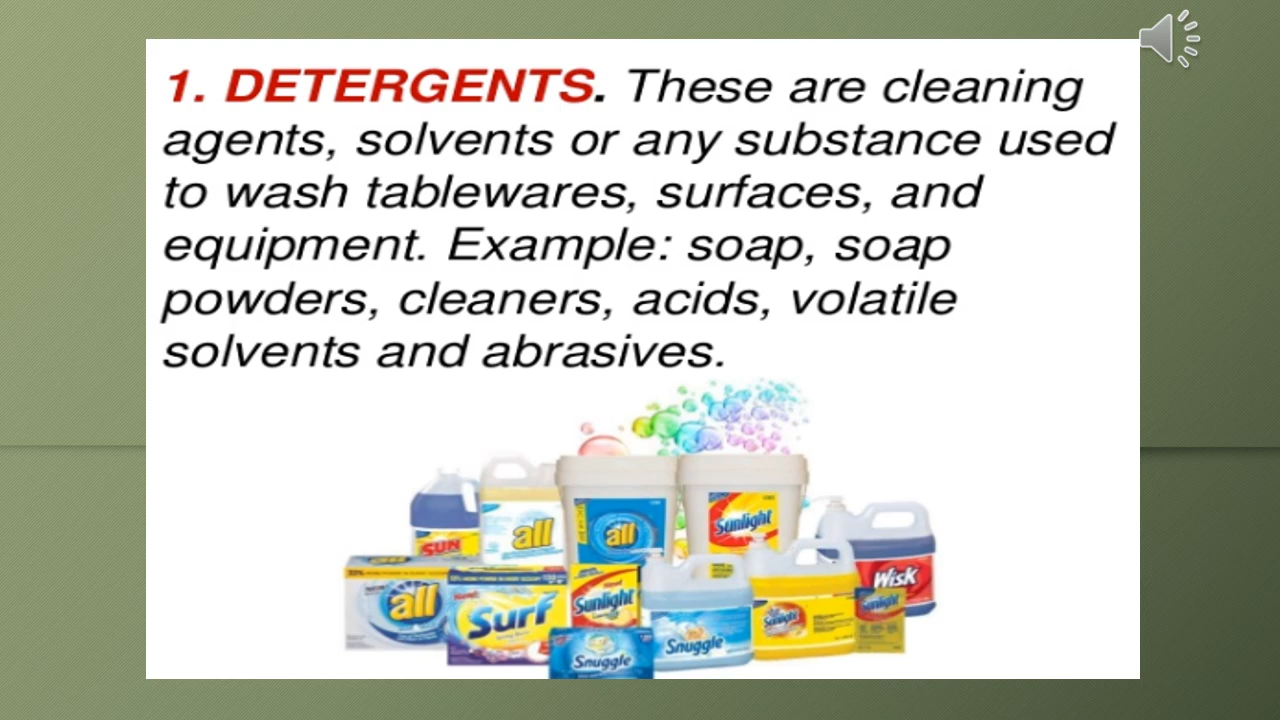 1. DETERGENTS. These are cleaning
agents, solvents or any substance used
to wash tablewares, surfaces, and
equipment. Example: soap, soap
powders, cleaners, acids, volatile
solvents and abrasives.
all
Sunlight
all
SUN
Wisk
all
Surf
Sunlight
Snuggle
Sunlight
Sunlight
Snuggle